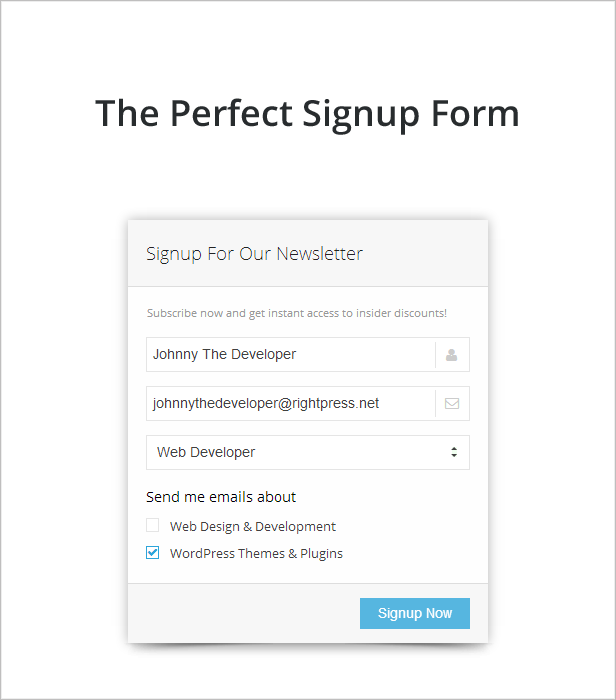 The Perfect Signup Form
Signup For Our Newsletter
Subscribe now and get instant access to insider discounts!
Johnny The Developer
johnnythedeveloper@rightpress.net
Web Developer
Send me emails about
Web Design & Development
WordPress Themes & Plugins
Signup Now